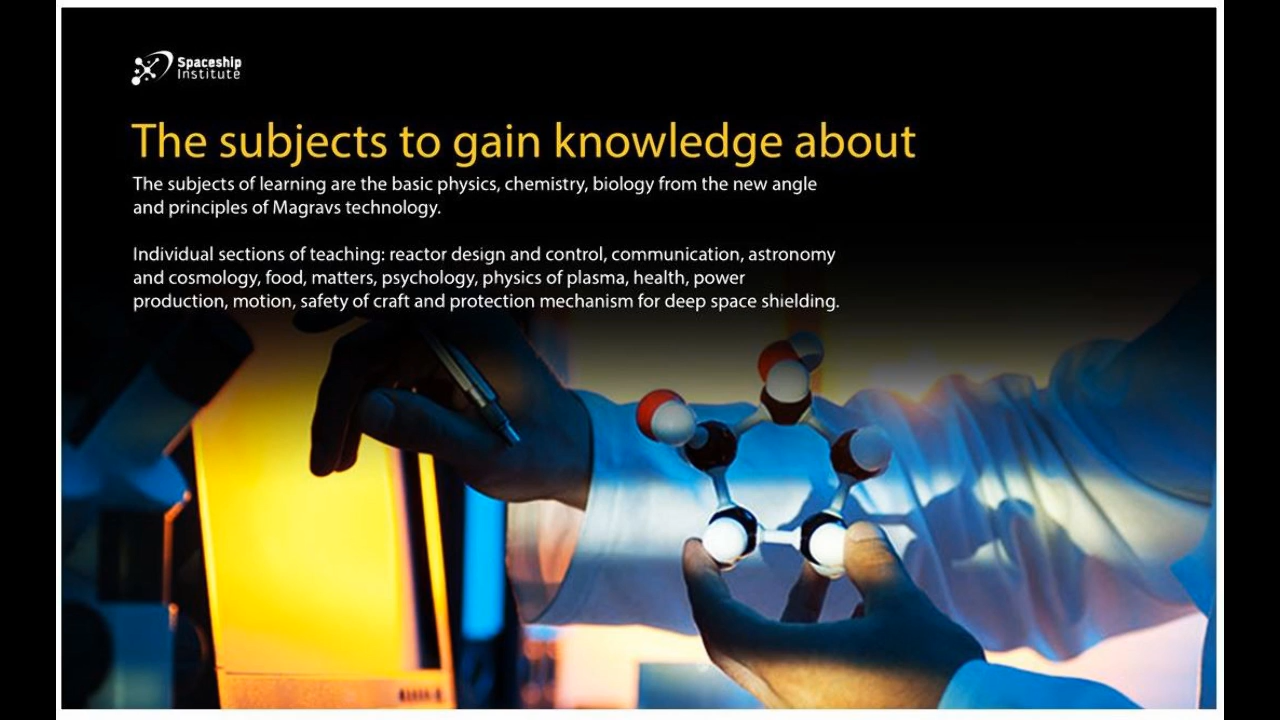 Spaceship
Institute
The subjects to gain knowledge about
The subjects of learning are the basic physics, chemistry, biology from the new angle
and principles of Magravs technology.
Individual sections of teaching: reactor design and control, communication, astronomy
and cosmology, food, matters, psychology, physics of plasma, health, power
production, motion, safety of craft and protection mechanism for deep space shielding.